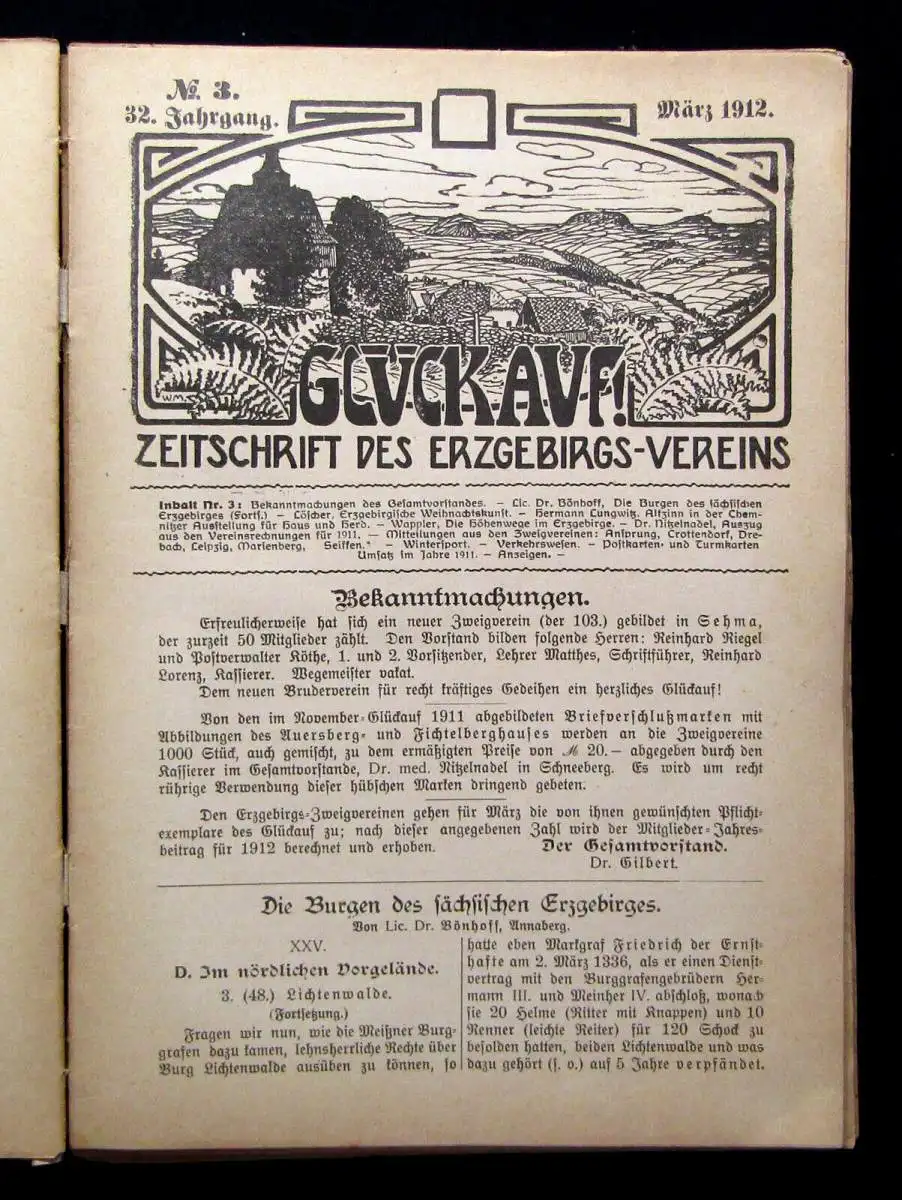 № 3.
32. Jahrgang.
März 1912.
WM
GLÜCKAUF!
ZEITSCHRIFT DES ERZGEBIRGS-VEREINS
Inhalt Nr. 3: Bekanntmachungen des Gesamtvorstandes. – Lic. Dr. Bönhoff, Die Burgen des sächsischen
Erzgebirges (Forts.) – Löscher, Erzgebirgische Weihnachtskunst. – Hermann Lungwitz, Altzinn in der Chem-
nitzer Ausstellung für Haus und Herd. – Wappler, Die Höhenwege im Erzgebirge. – Dr. Nitzelnadel, Auszug
aus den Vereinsrechnungen für 1911. — Mitteilungen aus den Zweigvereinen: Ansprung, Crottendorf, Dre-
bach, Leipzig, Marienberg, Seiffen. – Wintersport. – Verkehrswesen. – Postkarten- und Turmkarten
Umsatz im Jahre 1911. – Anzeigen. –
Bekanntmachungen.
Erfreulicherweise hat sich ein neuer Zweigverein (der 103.) gebildet in Sehma,
der zurzeit 50 Mitglieder zählt. Den Vorstand bilden folgende Herren: Reinhard Riegel
und Postverwalter Köthe, 1. und 2. Vorsitzender, Lehrer Matthes, Schriftführer, Reinhard
Lorenz, Kassierer. Wegemeister vakat.
Dem neuen Bruderverein für recht kräftiges Gedeihen ein herzliches Glückauf!
Von den im November-Glückauf 1911 abgebildeten Briefverschlußmarken mit
Abbildungen des Auersberg- und Fichtelberghauses werden an die Zweigvereine
1000 Stück, auch gemischt, zu dem ermäßigten Preise von ℳ 20.— abgegeben durch den
Kassierer im Gesamtvorstande, Dr. med. Nitzelnadel in Schneeberg. Es wird um recht
rührige Verwendung dieser hübschen Marken dringend gebeten.
Den Erzgebirgs-Zweigvereinen gehen für März die von ihnen gewünschten Pflicht-
exemplare des Glückauf zu; nach dieser angegebenen Zahl wird der Mitglieder-Jahres-
beitrag für 1912 berechnet und erhoben.
Der Gesamtvorstand.
Dr. Gilbert.
Die Burgen des sächsischen Erzgebirges.
Von Lic. Dr. Bönhoff, Annaberg.
XXV.
D. Im nördlichen Vorgelände.
3. (48.) Lichtenwalde.
(Fortsetzung.)
Fragen wir nun, wie die Meißner Burg-
grafen dazu kamen, lehnsherrliche Rechte über
Burg Lichtenwalde ausüben zu können, so
hatte eben Markgraf Friedrich der Ernst-
hafte am 2. März 1336, als er einen Dienst-
vertrag mit den Burggrafengebrüdern Her-
mann III. und Meinher IV. abschloß, wonach
sie 20 Helme (Ritter mit Knappen) und 10
Renner (leichte Reiter) für 120 Schock zu
besolden hatten, beiden Lichtenwalde und was
dazu gehört (s. o.) auf 5 Jahre verpfändet.